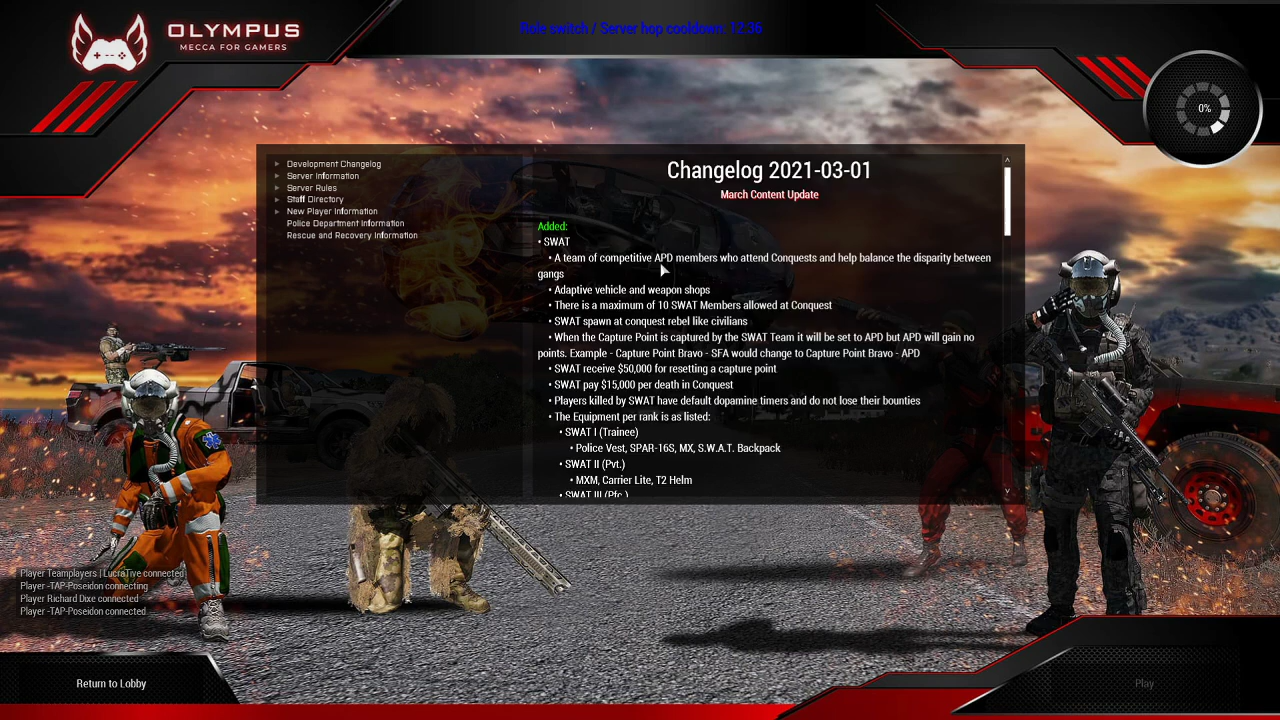 OLYMPUS
MECCA FOR GAMERS
Role switch / Server hop cooldown: 12:36
0%
Development Changelog
Server Information
Server Rules
Staff Directory
New Player Information
Police Department Information
Rescue and Recovery Information
Changelog 2021-03-01
March Content Update
Added:
• SWAT
• A team of competitive APD members who attend Conquests and help balance the disparity between
gangs
• Adaptive vehicle and weapon shops
• There is a maximum of 10 SWAT Members allowed at Conquest
• SWAT spawn at conquest rebel like civilians
• When the Capture Point is captured by the SWAT Team it will be set to APD but APD will gain no
points. Example - Capture Point Bravo - SFA would change to Capture Point Bravo - APD
• SWAT receive $50,000 for resetting a capture point
• SWAT pay $15,000 per death in Conquest
• Players killed by SWAT have default dopamine timers and do not lose their bounties
• The Equipment per rank is as listed:
• SWAT I (Trainee)
• Police Vest, SPAR-16S, MX, S.W.A.T. Backpack
• SWAT II (Pvt.)
• MXM, Carrier Lite, T2 Helm
• SWAT III (Pfc.)
Player Teamplayers | LucraTive connected
Player -TAP-Poseidon connecting
Player Richard Dixe connected
Player -TAP-Poseidon connected
Return to Lobby
Play